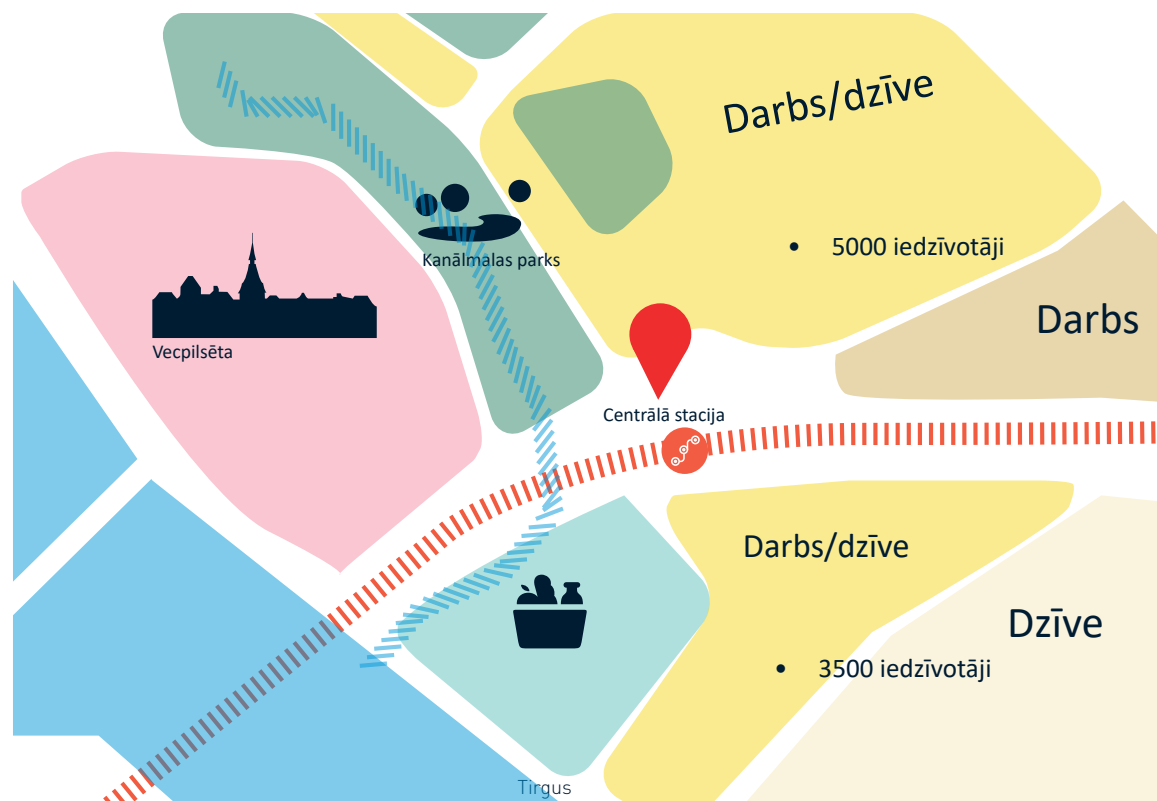 Darbs/dzīve
• 5000 iedzīvotāji
Kanālmalas parks
Darbs
Vecpilsēta
Centrālā stacija
Darbs/dzīve
Dzīve
• 3500 iedzīvotāji
Tirgus